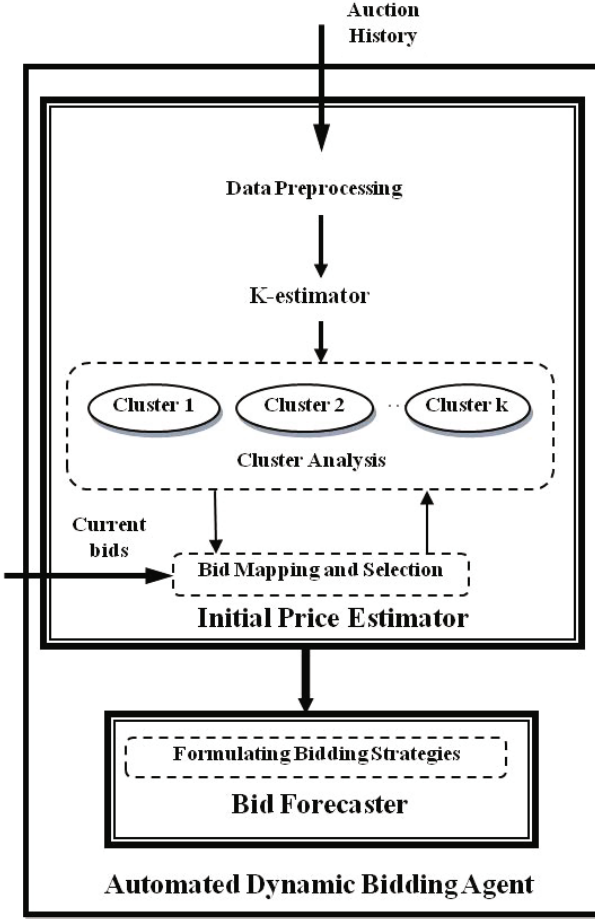 Auction
History
Data Preprocessing
K-estimator
Cluster 1
Cluster 2
..
Cluster k
Cluster Analysis
Current
bids
Bid Mapping and Selection
Initial Price Estimator
Formulating Bidding Strategies
Bid Forecaster
Automated Dynamic Bidding Agent